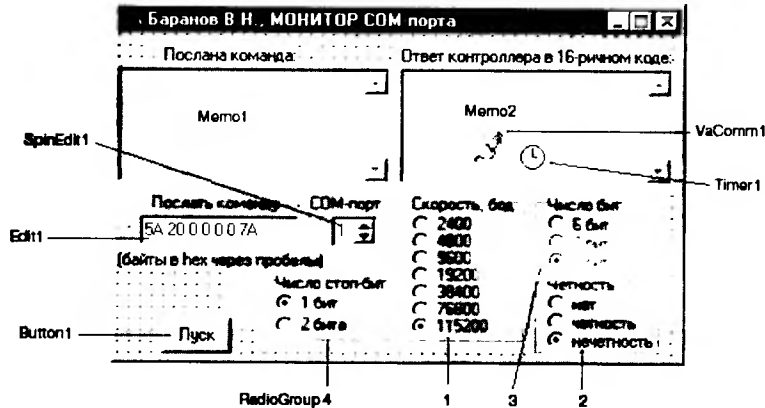 Баранов В Н., МОНИТОР COM порта
Послана команда:
Ответ контроллера в 16-ричном коде:
Memo1
Memo2
SpinEdit1
VaComm1
Timer1
Послать команду
COM-порт
Скорость, бод
Число бит
Edit1
5A 20 0 0 0 0 7A
1
2400
4800
9600
19200
38400
76800
115200
6 бит
бит
(байты в hex через пробелы)
Число стоп-бит
1 бит
2 бита
Четность
нет
четность
нечетность
Button1
Пуск
RadioGroup4
1
3
2